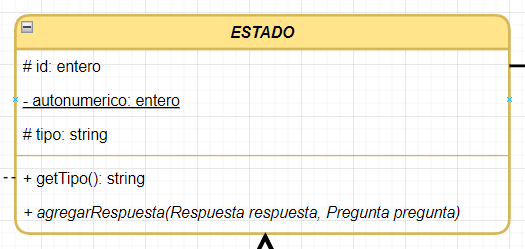 ESTADO
# id: entero
- autonumerico: entero
# tipo: string
+ getTipo(): string
+ agregarRespuesta(Respuesta respuesta, Pregunta pregunta)